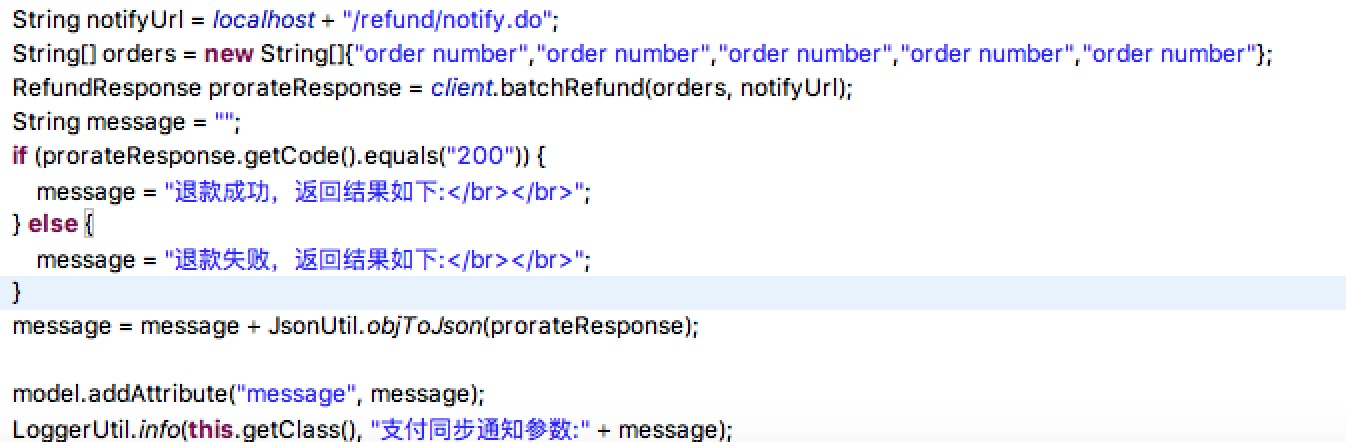 String notifyUrl = localhost + "/refund/notify.do";
String[] orders = new String[]{"order number","order number","order number","order number","order number"};
RefundResponse prorateResponse = client.batchRefund(orders, notifyUrl);
String message = "";
if (prorateResponse.getCode().equals("200")) {
    message = "退款成功，返回结果如下:</br></br>";
} else {
    message = "退款失败，返回结果如下:</br></br>";
}
message = message + JsonUtil.objToJson(prorateResponse);
model.addAttribute("message", message);
LoggerUtil.info(this.getClass(), "支付同步通知参数:" + message);